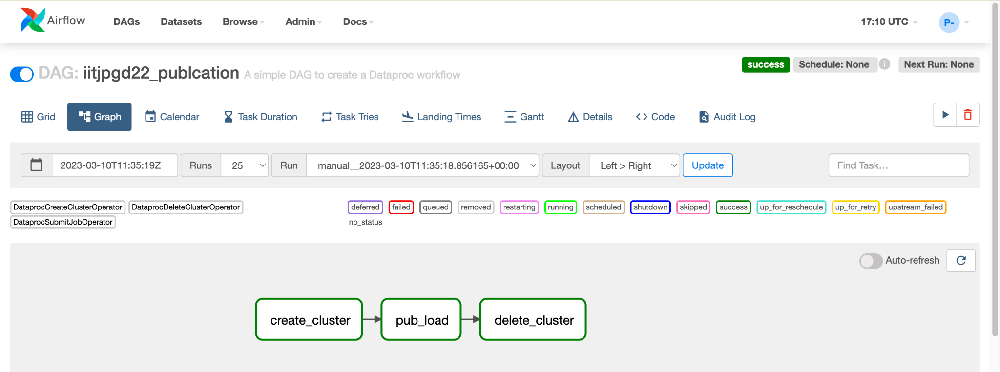 Airflow DAGs Datasets Browse Admin Docs 17:10 UTC P-
DAG: iitjpgd22_publcation A simple DAG to create a Dataproc workflow success Schedule: None i Next Run: None
Grid Graph Calendar Task Duration Task Tries Landing Times Gantt Details Code Audit Log
2023-03-10T11:35:19Z Runs 25 Run manual__2023-03-10T11:35:18.856165+00:00 Layout Left > Right Update Find Task...
DataprocCreateClusterOperator DataprocDeleteClusterOperator deferred failed queued removed restarting running scheduled shutdown skipped success up_for_reschedule up_for_retry upstream_failed
DataprocSubmitJobOperator no_status
Auto-refresh
create_cluster pub_load delete_cluster